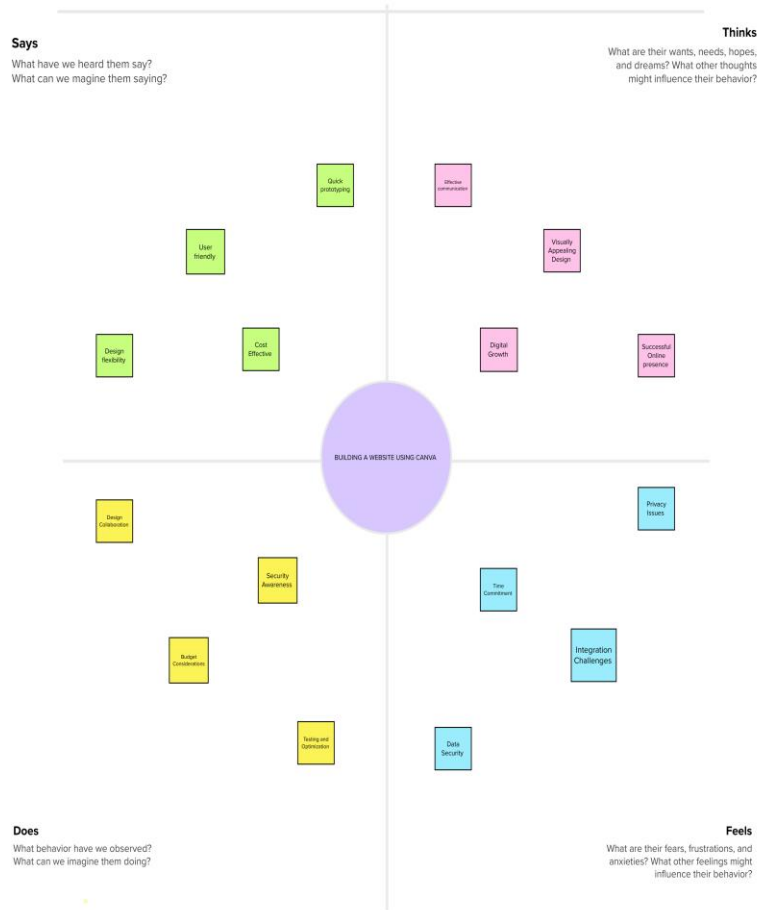 Says
What have we heard them say?
What can we magine them saying?
Thinks
What are their wants, needs, hopes,
and dreams? What other thoughts
might influence their behavior?
Quick
prototyping
User
friendly
Design
flexibility
Cost
Effective
Effective
communication
Visually
Appealing
Design
Digital
Growth
Successful
Online
presence
BUILDING A WEBSITE USING CANVA
Design
Collaboration
Security
Awareness
Budget
Considerations
Testing and
Optimization
Privacy
Issues
Time
Commitment
Integration
Challenges
Data
Security
Does
What behavior have we observed?
What can we imagine them doing?
Feels
What are their fears, frustrations, and
anxieties? What other feelings might
influence their behavior?